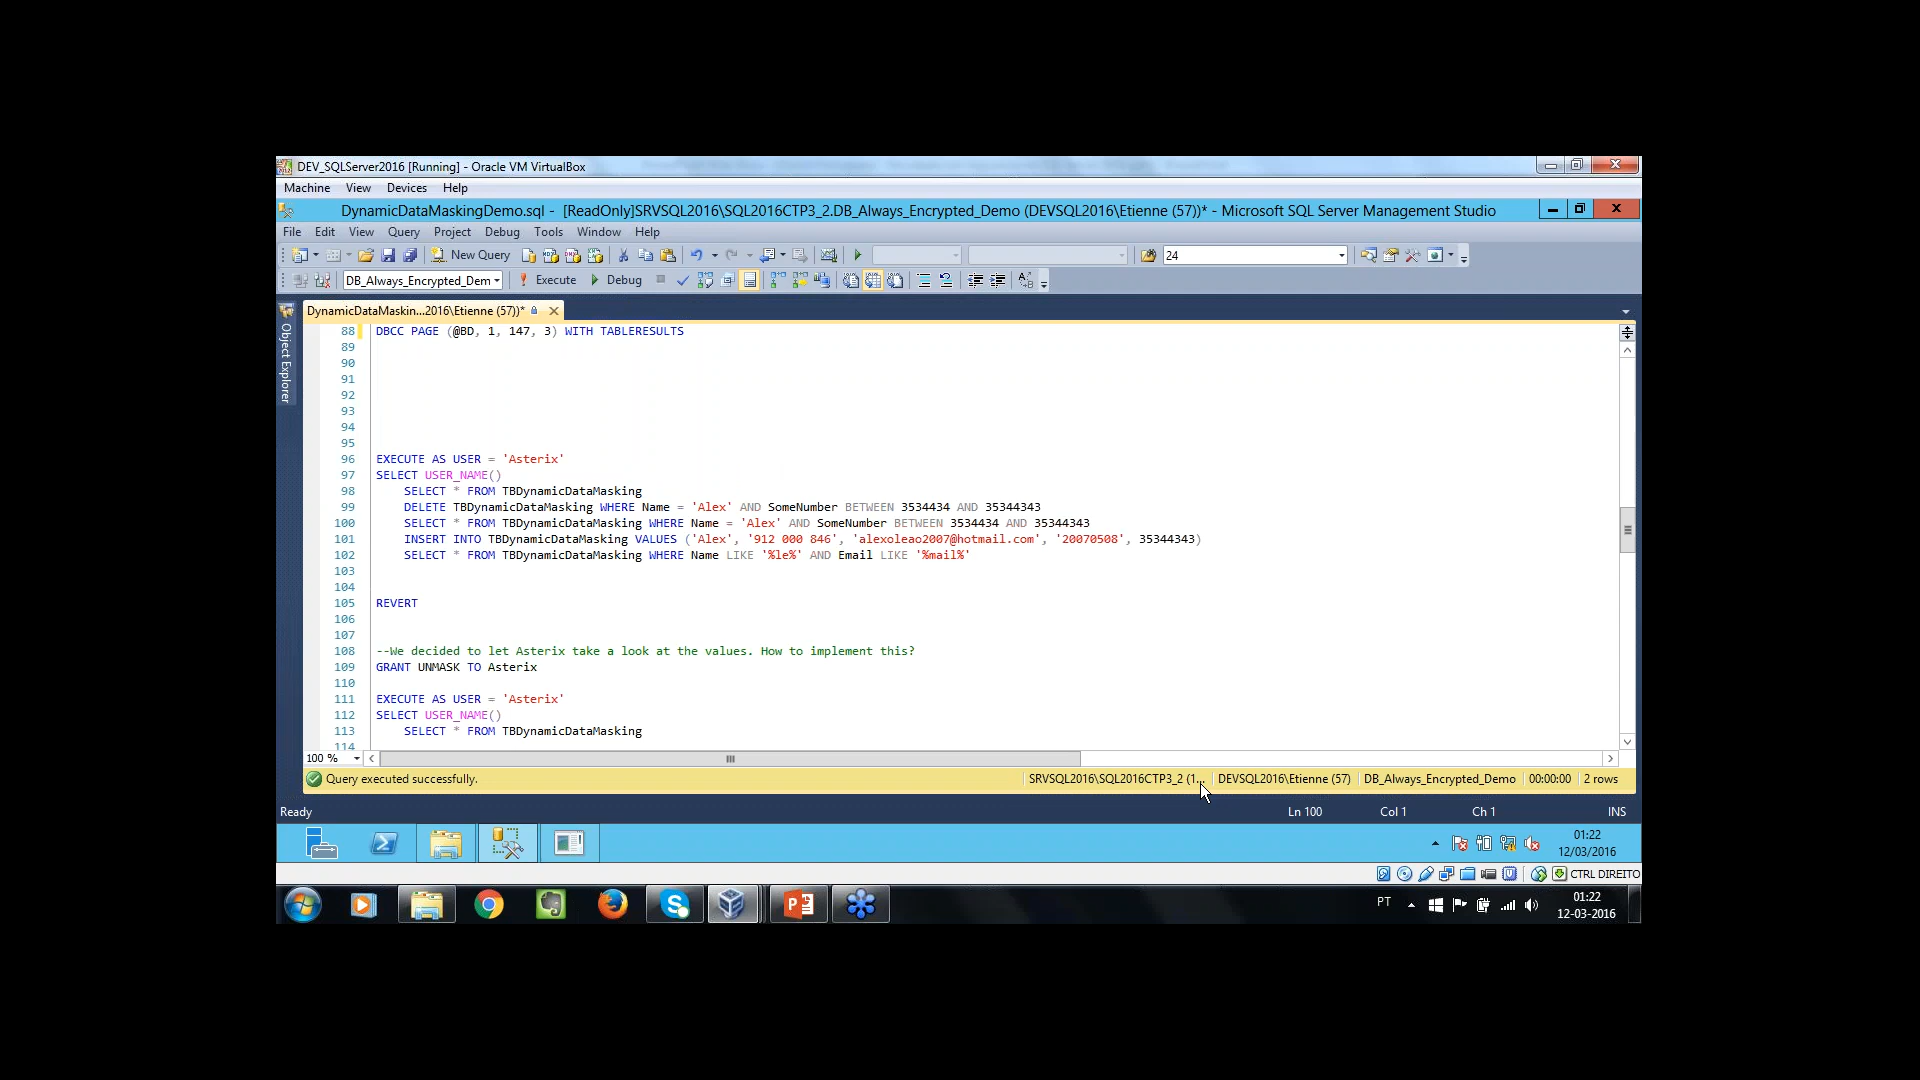 DEV_SQLServer2016 [Running] - Oracle VM VirtualBox
Machine View Devices Help
DynamicDataMaskingDemo.sql - [ReadOnly]SRVSQL2016\SQL2016CTP3_2.DB_Always_Encrypted_Demo (DEVSQL2016\Etienne (57))* - Microsoft SQL Server Management Studio
File Edit View Query Project Debug Tools Window Help
New Query 24
DB_Always_Encrypted_Dem Execute Debug
DynamicDataMaskin...2016\Etienne (57))*
Object Explorer
88 DBCC PAGE (@BD, 1, 147, 3) WITH TABLERESULTS
89
90
91
92
93
94
95
96 EXECUTE AS USER = 'Asterix'
97 SELECT USER_NAME()
98 SELECT * FROM TBDynamicDataMasking
99 DELETE TBDynamicDataMasking WHERE Name = 'Alex' AND SomeNumber BETWEEN 3534434 AND 35344343
100 SELECT * FROM TBDynamicDataMasking WHERE Name = 'Alex' AND SomeNumber BETWEEN 3534434 AND 35344343
101 INSERT INTO TBDynamicDataMasking VALUES ('Alex', '912 000 846', 'alexoleao2007@hotmail.com', '20070508', 35344343)
102 SELECT * FROM TBDynamicDataMasking WHERE Name LIKE '%le%' AND Email LIKE '%mail%'
103
104
105 REVERT
106
107
108 --We decided to let Asterix take a look at the values. How to implement this?
109 GRANT UNMASK TO Asterix
110
111 EXECUTE AS USER = 'Asterix'
112 SELECT USER_NAME()
113 SELECT * FROM TBDynamicDataMasking
114
100 %
Query executed successfully. SRVSQL2016\SQL2016CTP3_2 (1... DEVSQL2016\Etienne (57) DB_Always_Encrypted_Demo 00:00:00 2 rows
Ready Ln 100 Col 1 Ch 1 INS
01:22
12/03/2016
CTRL DIREITO
PT 01:22
12-03-2016